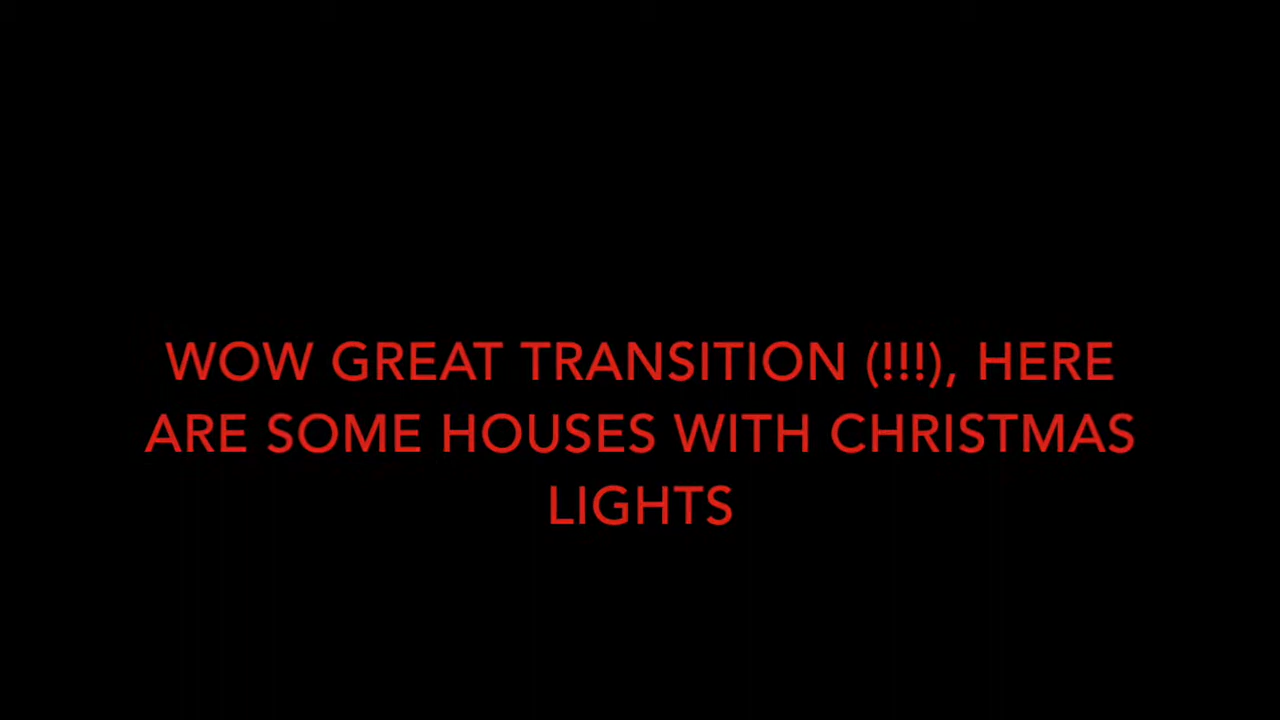 WOW GREAT TRANSITION (!!!), HERE
ARE SOME HOUSES WITH CHRISTMAS
LIGHTS